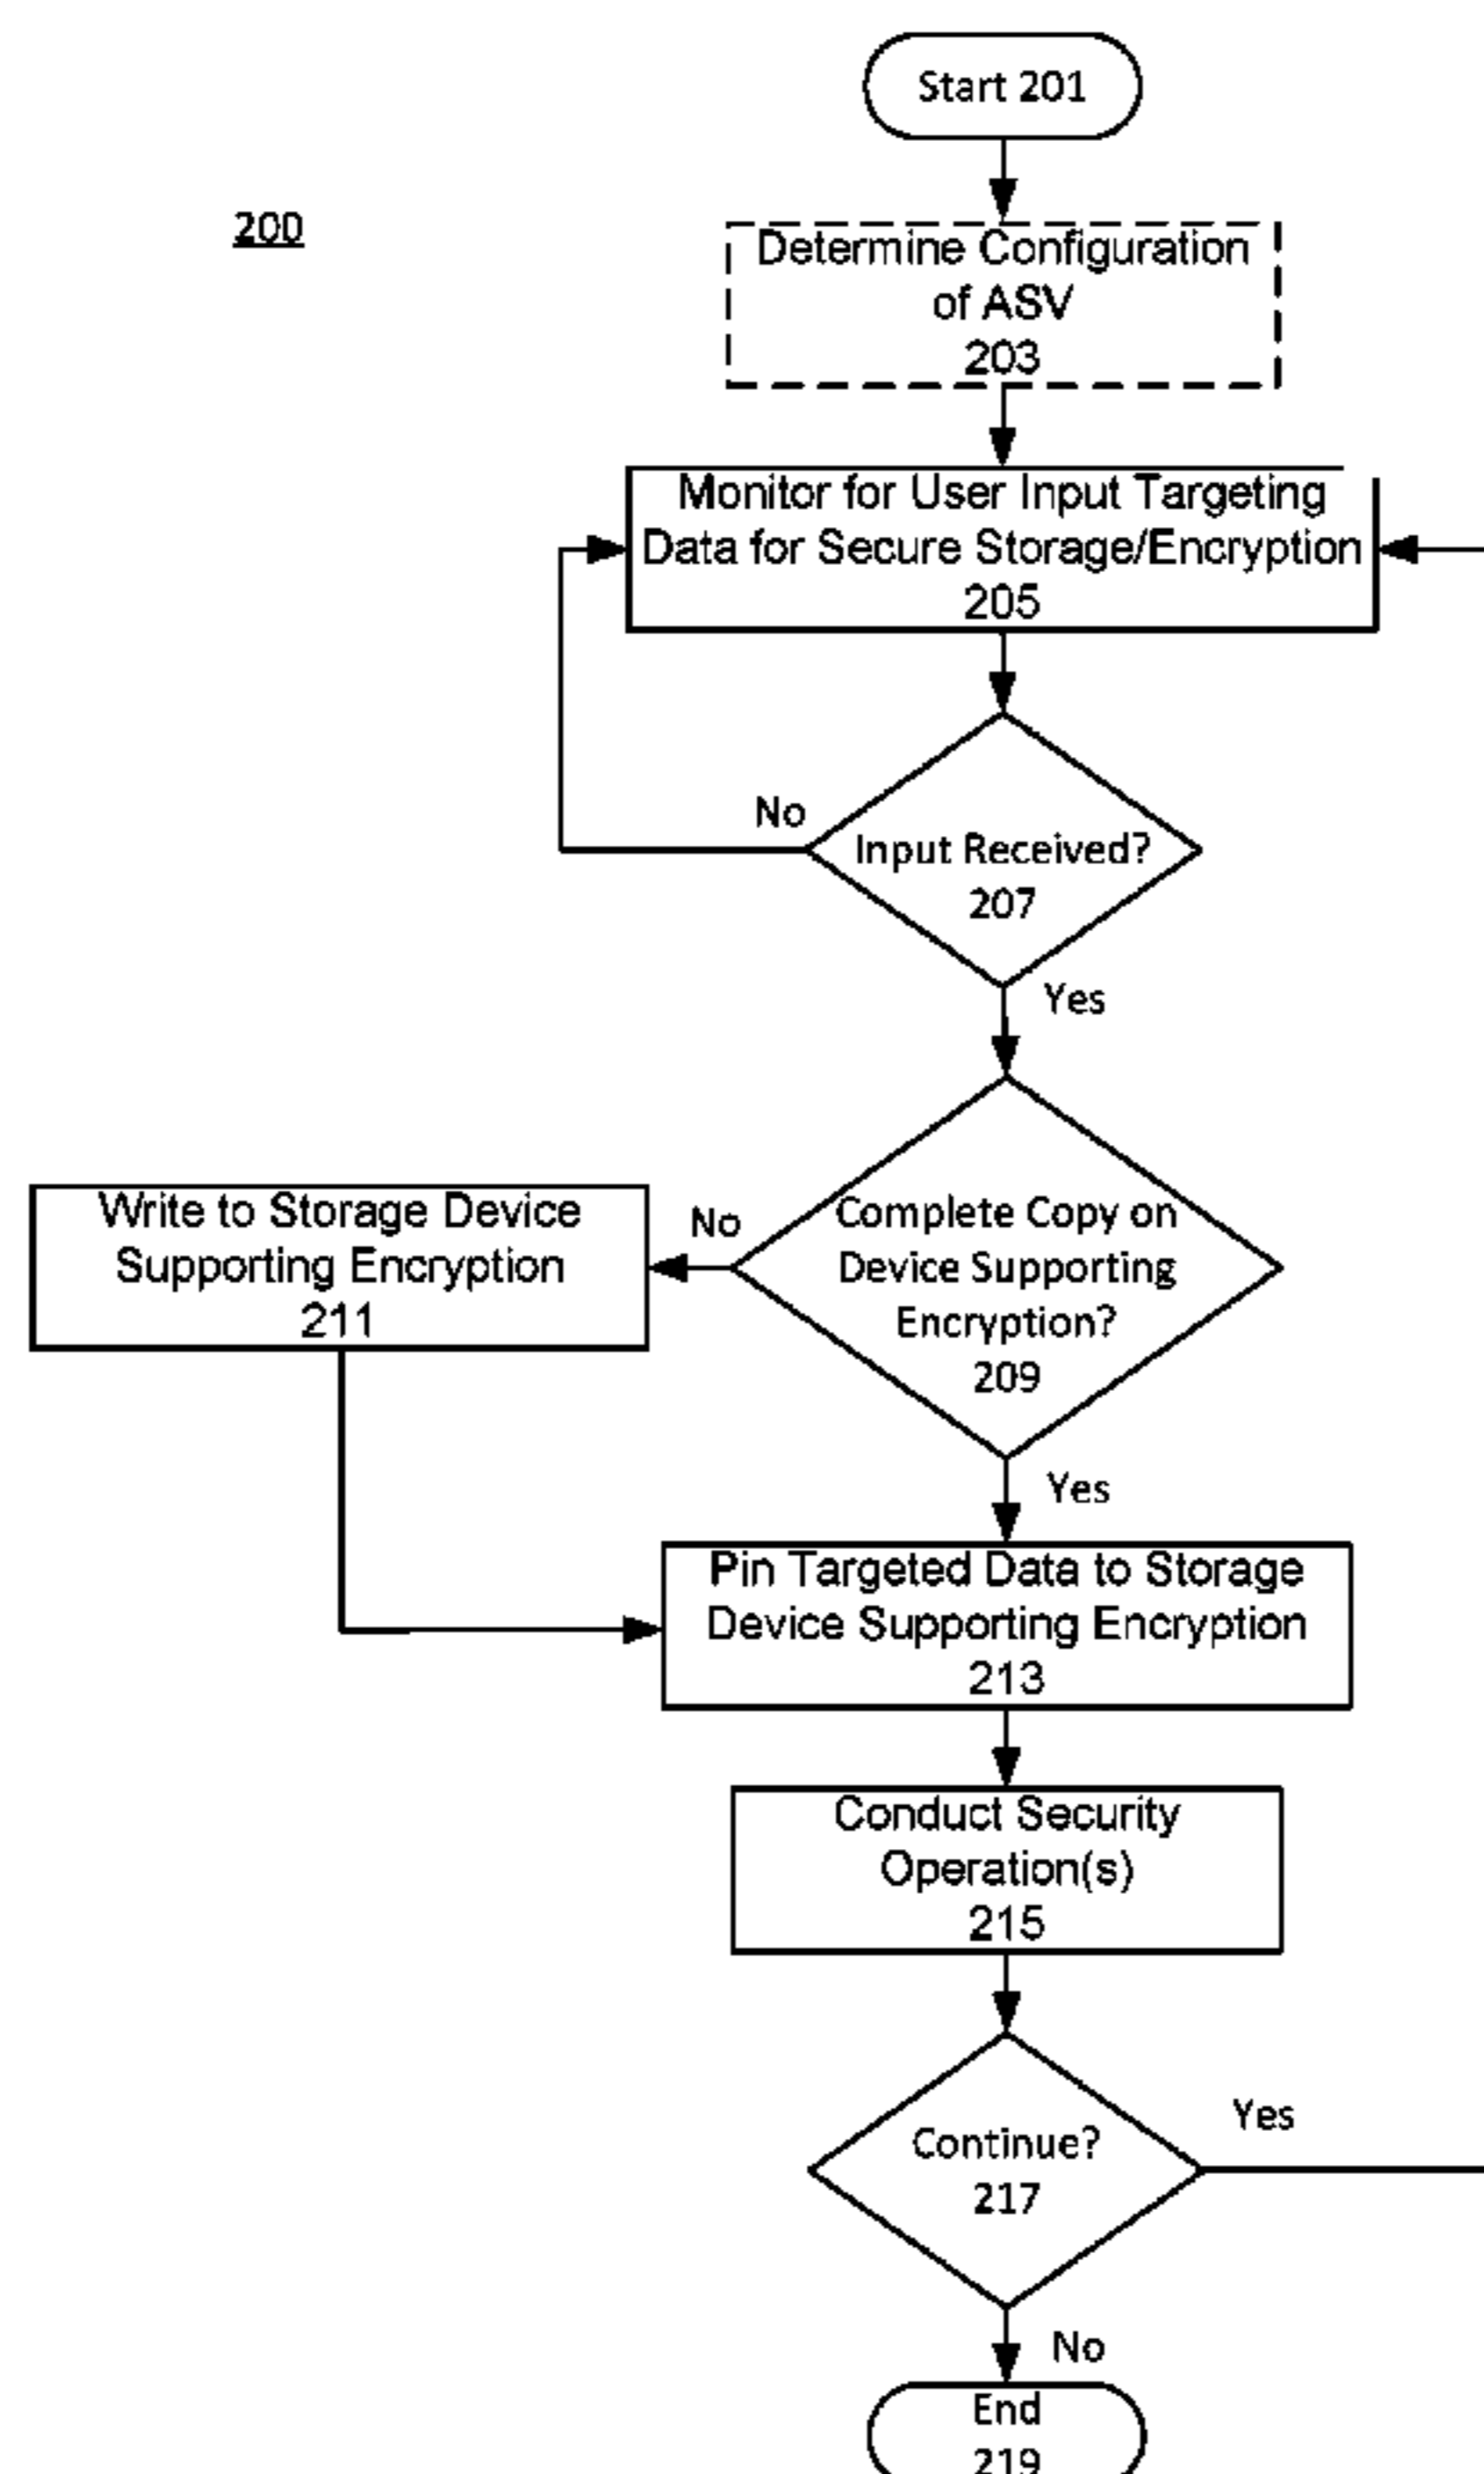 Start 201
200
Determine Configuration
of ASV
203
Monitor for User Input Targeting
Data for Secure Storage/Encryption
205
No
Input Received?
207
Yes
Write to Storage Device
Supporting Encryption
211
No
Complete Copy on
Device Supporting
Encryption?
209
Yes
Pin Targeted Data to Storage
Device Supporting Encryption
213
Conduct Security
Operation(s)
215
Continue?
217
Yes
No
End
219